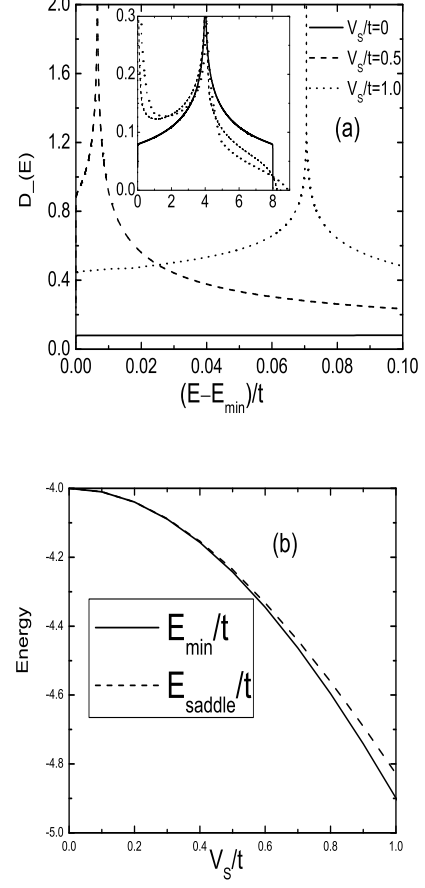 2.0
1.6
1.2
0.8
0.4
0.0
D_(E)
0.3
0.2
0.1
0.0
0 2 4 6 8
V_S/t=0
V_S/t=0.5
V_S/t=1.0
(a)
0.00 0.02 0.04 0.06 0.08 0.10
(E−E_min)/t
-4.0
-4.2
-4.4
-4.6
-4.8
-5.0
Energy
(b)
E_min/t
E_saddle/t
0.0 0.2 0.4 0.6 0.8 1.0
V_S/t